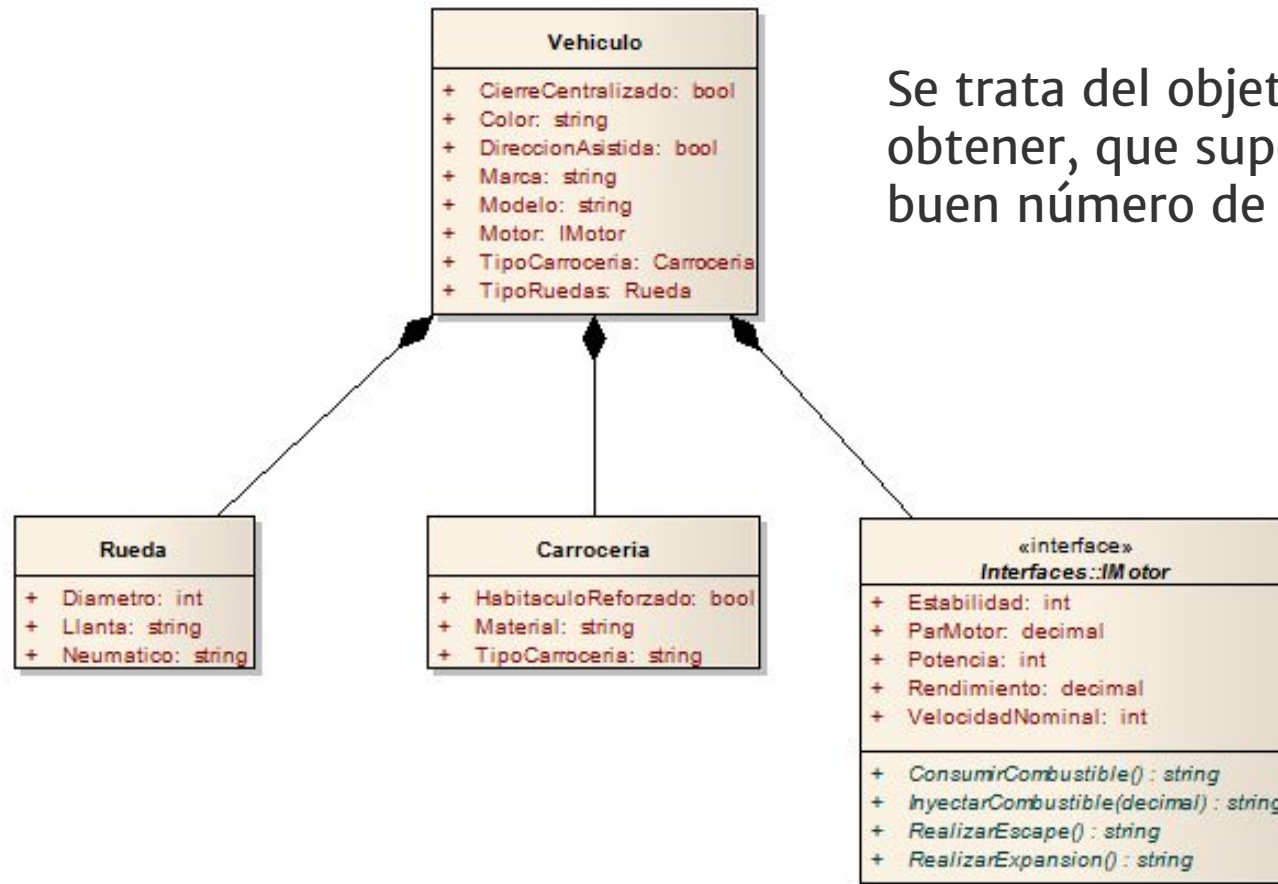 Vehiculo
+ CierreCentralizado: bool
+ Color: string
+ DireccionAsistida: bool
+ Marca: string
+ Modelo: string
+ Motor: IMotor
+ TipoCarroceria: Carroceria
+ TipoRuedas: Rueda
Se trata del
obtener, que
buen número de
Rueda
+ Diametro: int
+ Llanta: string
+ Neumatico: string
Carroceria
+ HabitaculoReforzado: bool
+ Material: string
+ TipoCarroceria: string
«interface»
Interfaces::IMotor
+ Estabilidad: int
+ ParMotor: decimal
+ Potencia: int
+ Rendimiento: decimal
+ VelocidadNominal: int
+ ConsumirCombustible() : string
+ InyectarCombustible(decimal) : string
+ RealizarEscape() : string
+ RealizarExpansion() : string